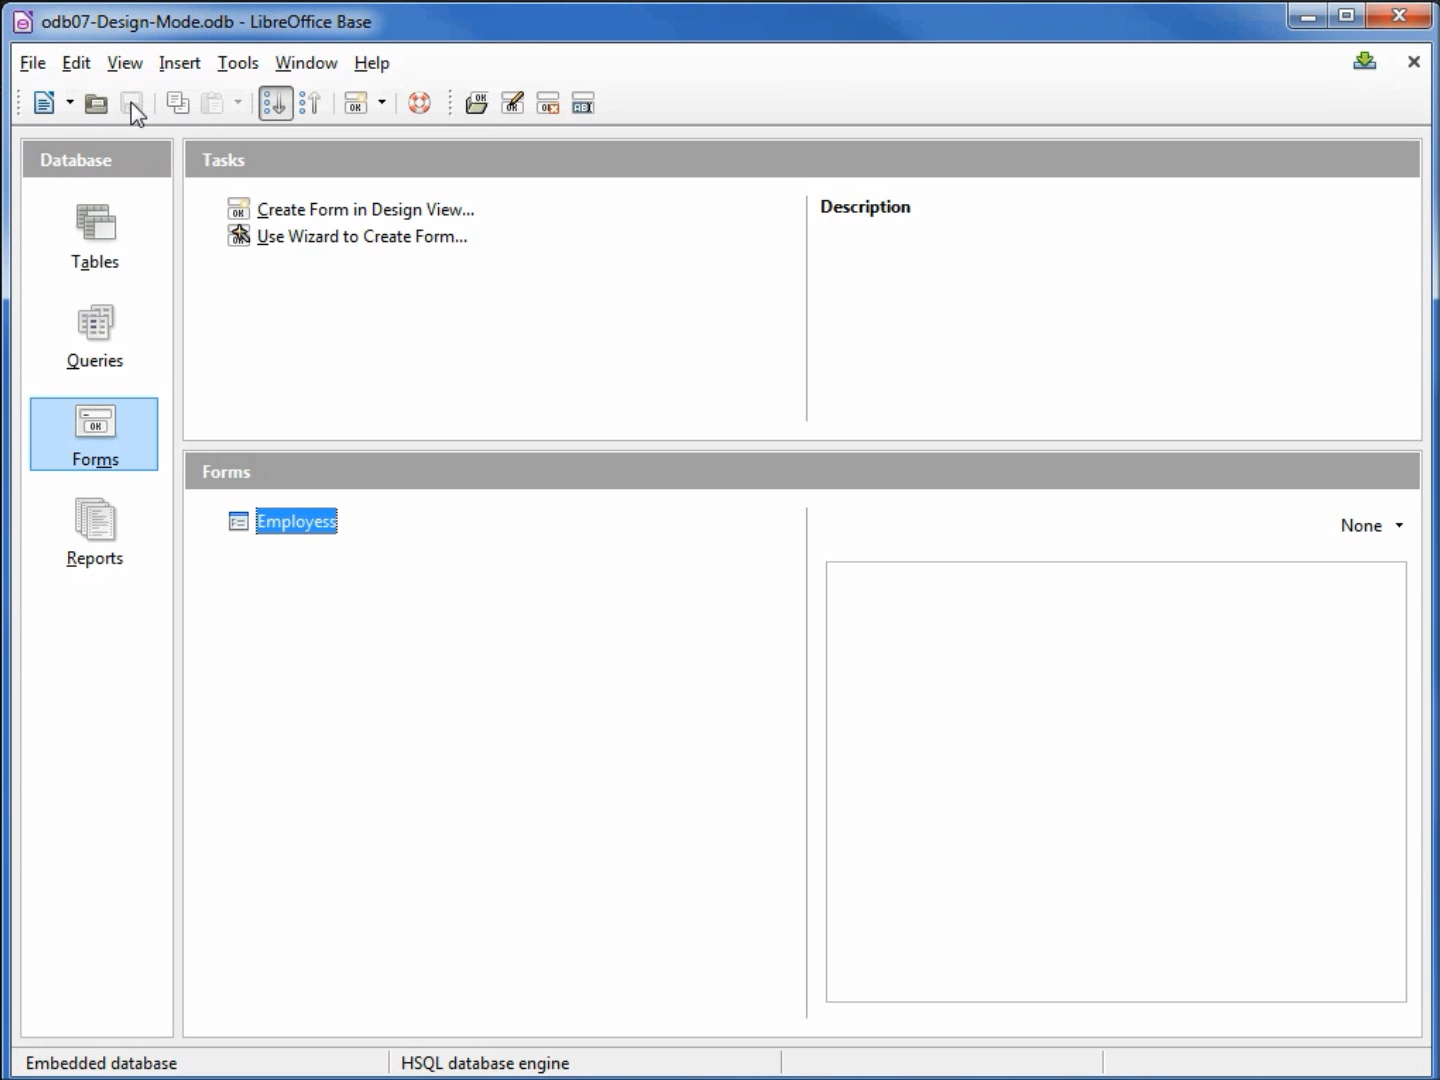 odb07-Design-Mode.odb - LibreOffice Base
File Edit View Insert Tools Window Help
Database
Tables
Queries
Forms
Reports
Tasks
Create Form in Design View...
Use Wizard to Create Form...
Description
Forms
Employess
None
Embedded database
HSQL database engine